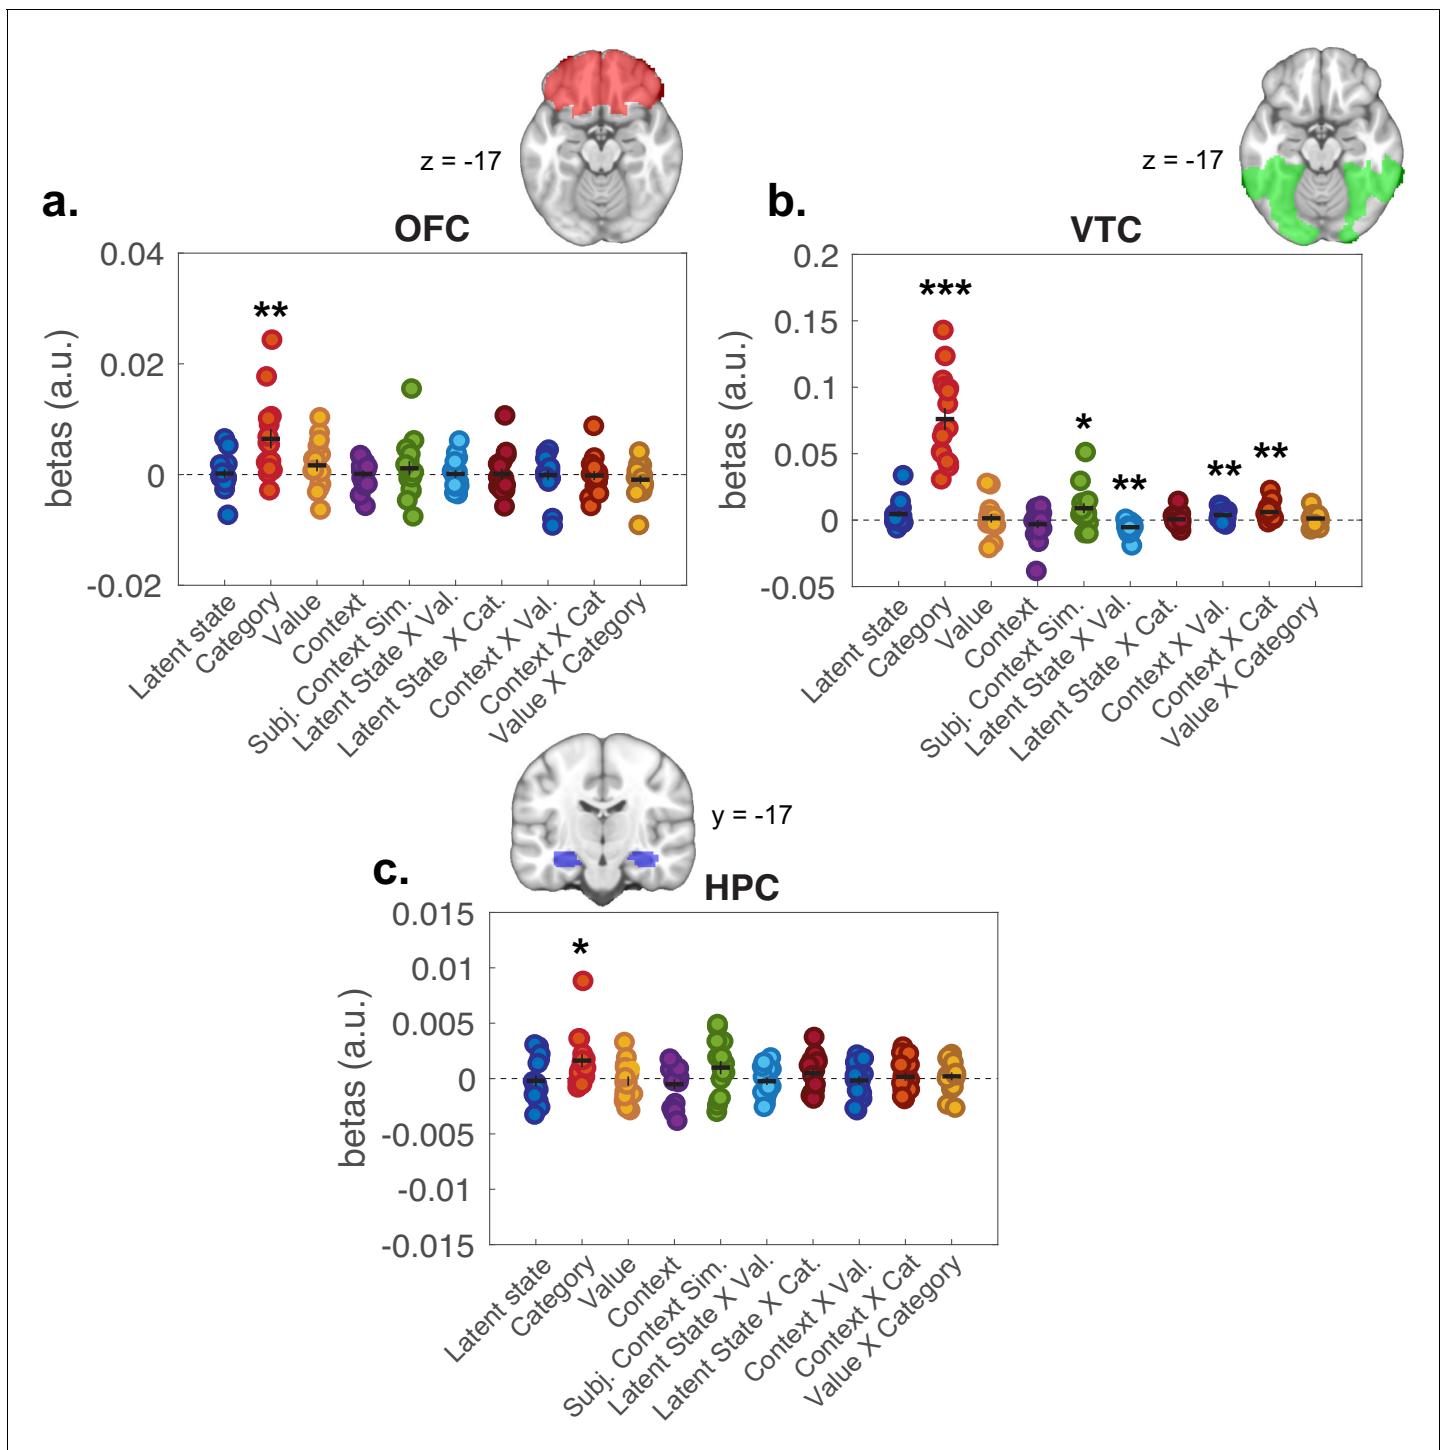 z = -17
a.
OFC
0.04
0.02
0
-0.02
betas (a.u.)
**
Latent state
Category
Value
Context
Subj. Context Sim.
Latent State X Val.
Latent State X Cat.
Context X Val.
Context X Cat
Value X Category
z = -17
b.
VTC
0.2
0.15
0.1
0.05
0
-0.05
betas (a.u.)
***
*
**
**
**
Latent state
Category
Value
Context
Subj. Context Sim.
Latent State X Val.
Latent State X Cat.
Context X Val.
Context X Cat
Value X Category
y = -17
c.
HPC
0.015
0.01
0.005
0
-0.005
-0.01
-0.015
betas (a.u.)
*
Latent state
Category
Value
Context
Subj. Context Sim.
Latent State X Val.
Latent State X Cat.
Context X Val.
Context X Cat
Value X Category